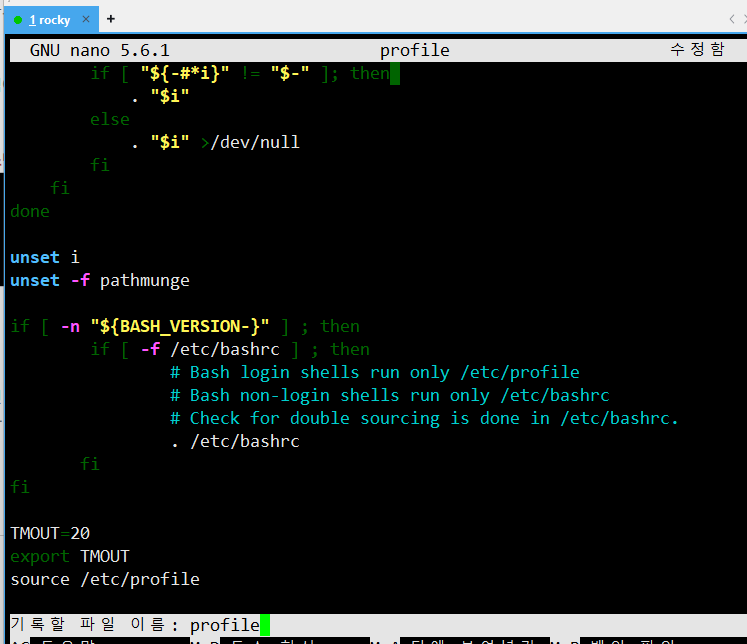 1 rocky × +
GNU nano 5.6.1 profile 수정함
if [ "${-#*i}" != "$-" ]; then
. "$i"
else
. "$i" >/dev/null
fi
fi
done
unset i
unset -f pathmunge
if [ -n "${BASH_VERSION-}" ] ; then
if [ -f /etc/bashrc ] ; then
# Bash login shells run only /etc/profile
# Bash non-login shells run only /etc/bashrc
# Check for double sourcing is done in /etc/bashrc.
. /etc/bashrc
fi
fi
TMOUT=20
export TMOUT
source /etc/profile
기록할 파일 이름: profile